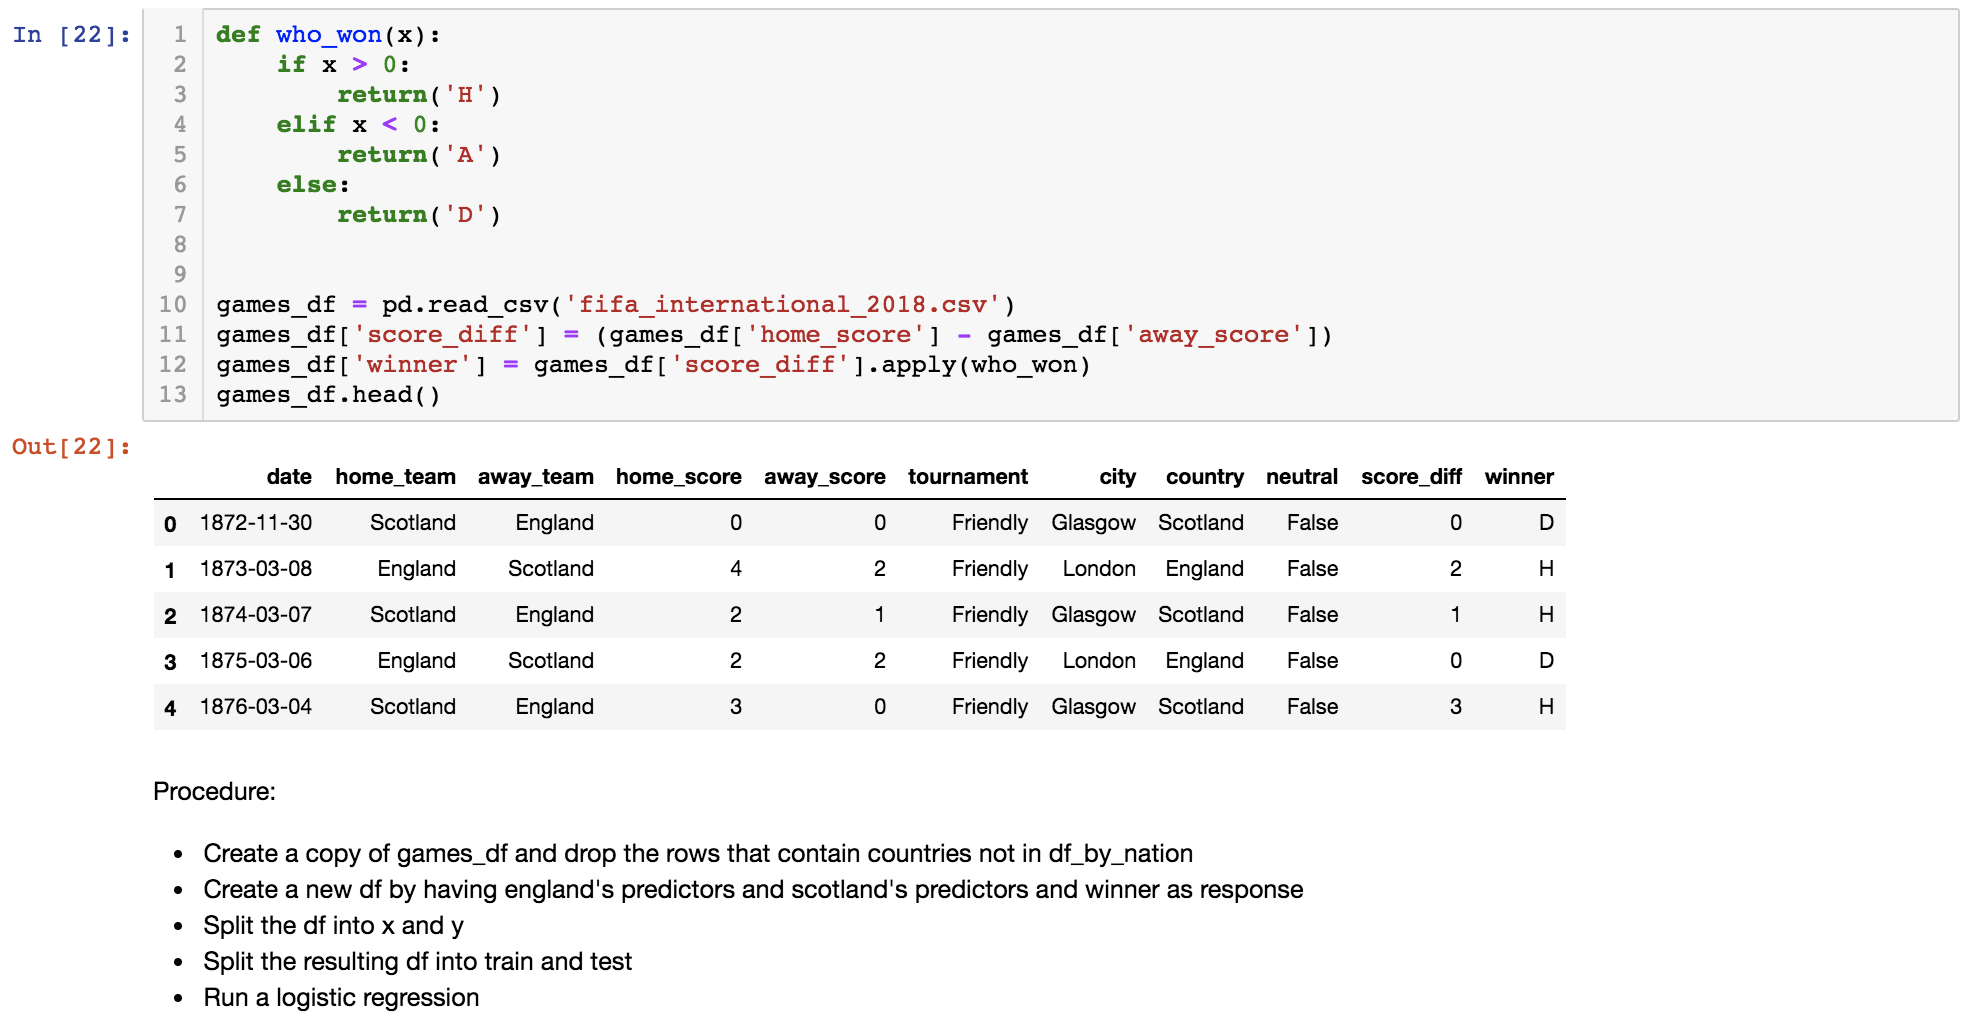 In [22]:
1 def who_won(x):
2     if x > 0:
3         return('H')
4     elif x < 0:
5         return('A')
6     else:
7         return('D')
8
9
10 games_df = pd.read_csv('fifa_international_2018.csv')
11 games_df['score_diff'] = (games_df['home_score'] - games_df['away_score'])
12 games_df['winner'] = games_df['score_diff'].apply(who_won)
13 games_df.head()
Out[22]:
date home_team away_team home_score away_score tournament city country neutral score_diff winner
0 1872-11-30 Scotland England 0 0 Friendly Glasgow Scotland False 0 D
1 1873-03-08 England Scotland 4 2 Friendly London England False 2 H
2 1874-03-07 Scotland England 2 1 Friendly Glasgow Scotland False 1 H
3 1875-03-06 England Scotland 2 2 Friendly London England False 0 D
4 1876-03-04 Scotland England 3 0 Friendly Glasgow Scotland False 3 H
Procedure:
• Create a copy of games_df and drop the rows that contain countries not in df_by_nation
• Create a new df by having england's predictors and scotland's predictors and winner as response
• Split the df into x and y
• Split the resulting df into train and test
• Run a logistic regression